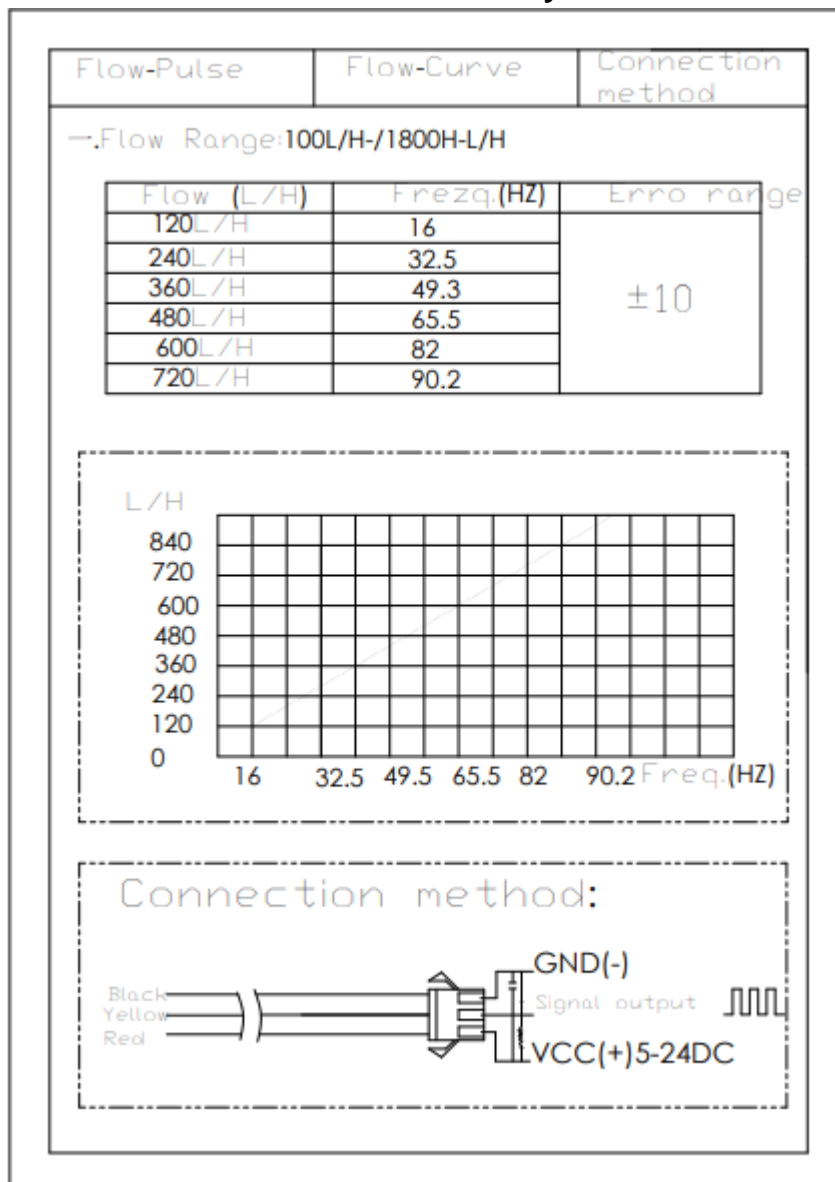 Flow-Pulse Flow-Curve Connection method
一.Flow Range:100L/H-/1800H-L/H
Flow (L/H) Frezq.(HZ) Erro range
120L/H 16
240L/H 32.5
360L/H 49.3
480L/H 65.5
600L/H 82
720L/H 90.2
±10
L/H
840
720
600
480
360
240
120
0
16 32.5 49.5 65.5 82 90.2 Freq.(HZ)
Connection method:
GND(-)
Black
Yellow
Red
Signal output
VCC(+)5-24DC